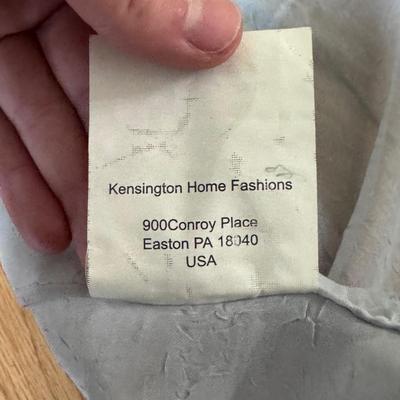 Kensington Home Fashions
900Conroy Place
Easton PA 18040
USA